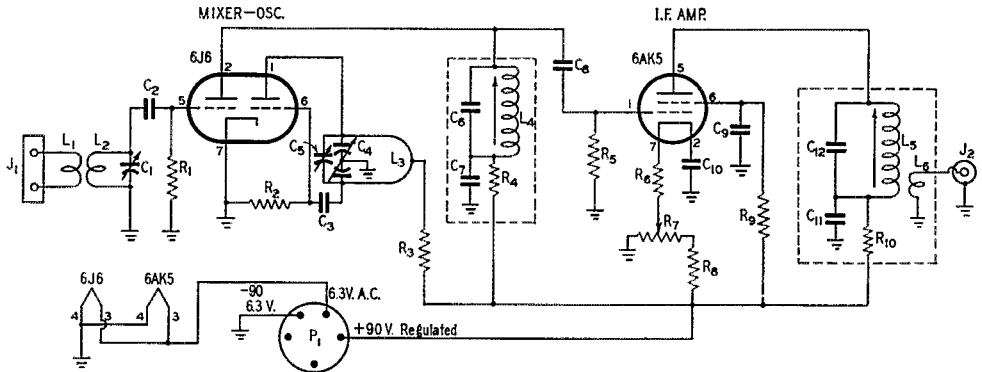 MIXER-OSC.
I.F. AMP.
6J6
6AK5
2
1
5
6
7
5
1
6
7
2
J1
L1
L2
C1
C2
R1
R2
C3
C5
C4
L3
R3
C6
C7
L4
R4
C8
R5
R6
R7
R8
C9
C10
R9
C12
C11
L5
L6
R10
J2
6J6
6AK5
4
3
4
3
-90
6.3 V.
6.3V. A.C.
P1
+90 V. Regulated